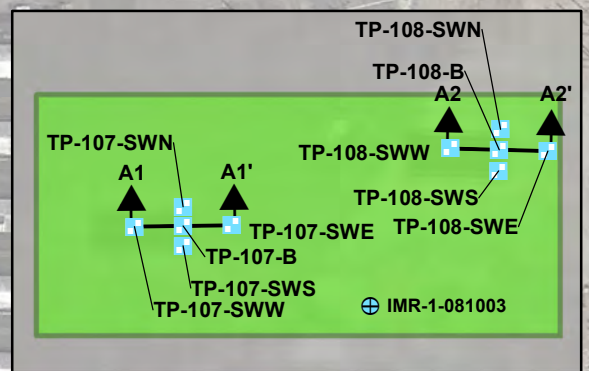 TP-108-SWN
TP-108-B
A2 A2'
TP-107-SWN
TP-108-SWW
A1 A1'
TP-108-SWS
TP-107-SWE TP-108-SWE
TP-107-B
TP-107-SWS
TP-107-SWW IMR-1-081003